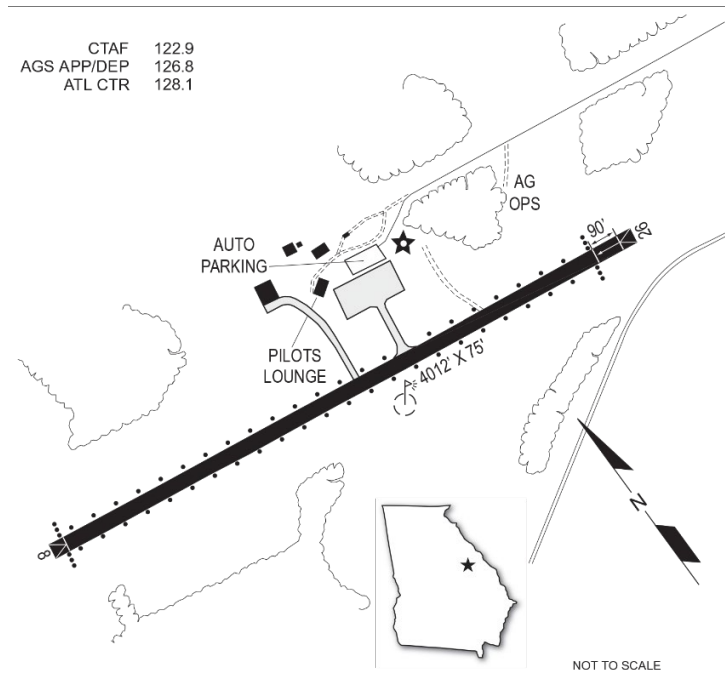 CTAF 122.9
AGS APP/DEP 126.8
ATL CTR 128.1
AG
OPS
90'
26
AUTO
PARKING
PILOTS
LOUNGE
4012' X 75'
8
N
NOT TO SCALE